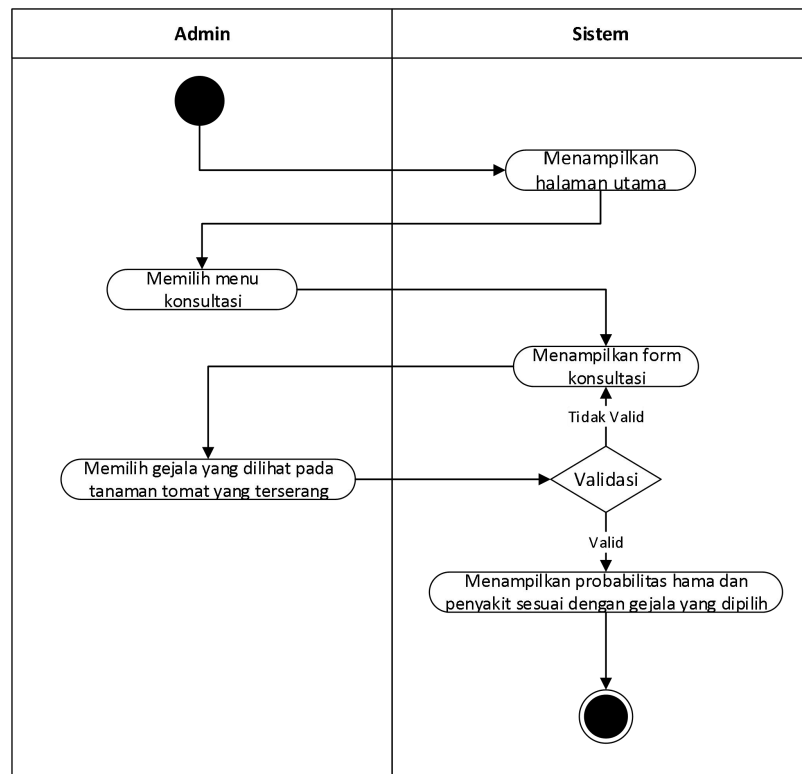 Admin
Sistem
Menampilkan
halaman utama
Memilih menu
konsultasi
Menampilkan form
konsultasi
Tidak Valid
Memilih gejala yang dilihat pada
tanaman tomat yang terserang
Validasi
Valid
Menampilkan probabilitas hama dan
penyakit sesuai dengan gejala yang dipilih